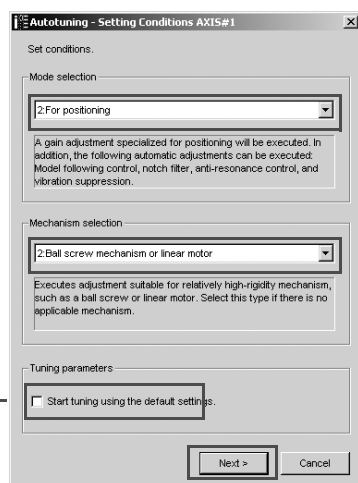 Autotuning - Setting Conditions AXIS#1
Set conditions.
Mode selection
2:For positioning
A gain adjustment specialized for positioning will be executed. In
addition, the following automatic adjustments can be executed:
Model following control, notch filter, anti-resonance control, and
vibration suppression.
Mechanism selection
2:Ball screw mechanism or linear motor
Executes adjustment suitable for relatively high-rigidity mechanism,
such as a ball screw or linear motor. Select this type if there is no
applicable mechanism.
Tuning parameters
Start tuning using the default settings.
Next >
Cancel